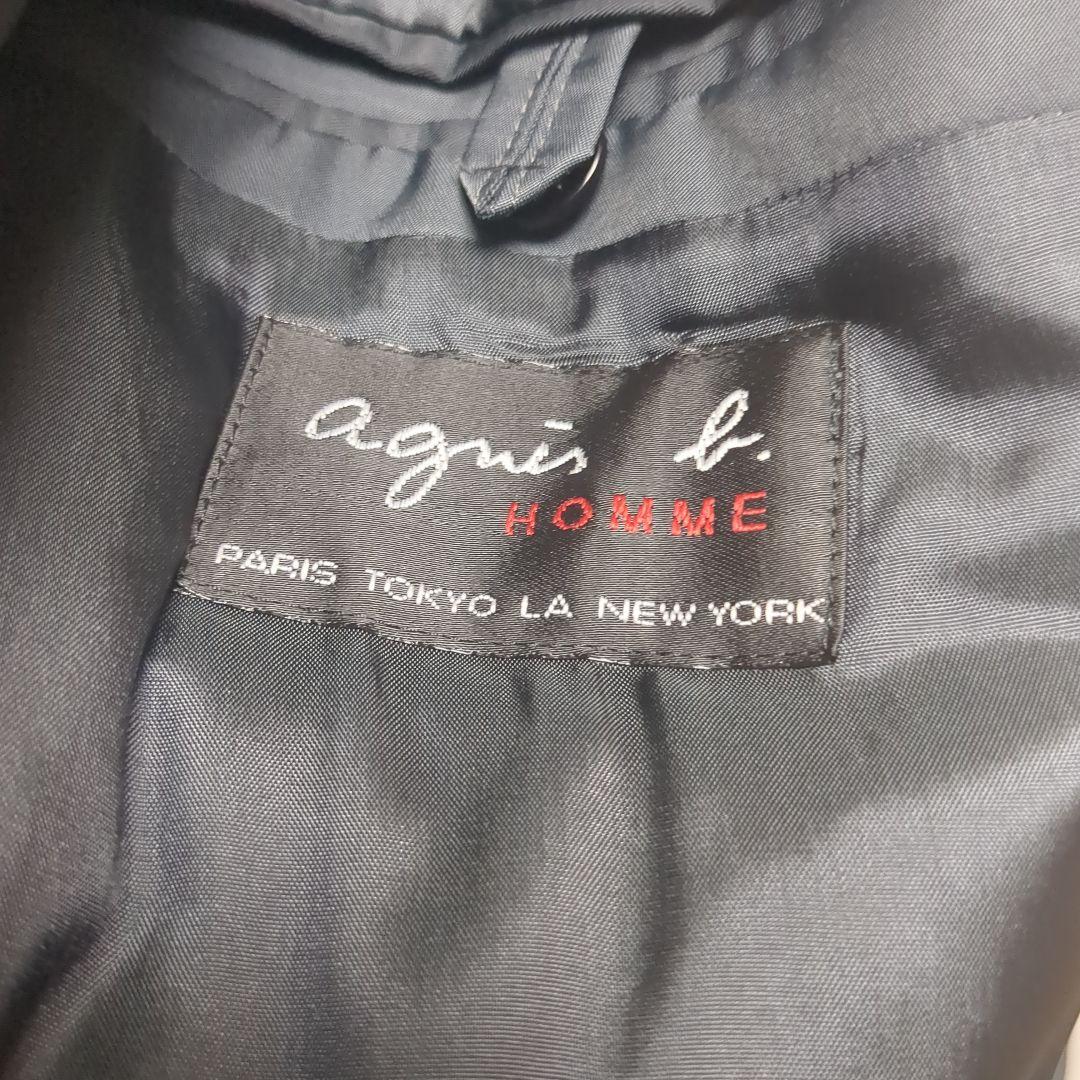 agnès b.
HOMME
PARIS TOKYO LA NEW YORK